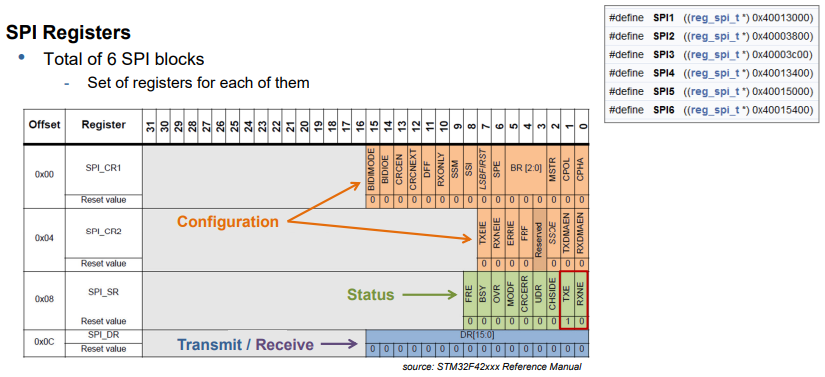 SPI Registers
• Total of 6 SPI blocks
- Set of registers for each of them
#define SPI1 ((reg_spi_t *) 0x40013000)
#define SPI2 ((reg_spi_t *) 0x40003800)
#define SPI3 ((reg_spi_t *) 0x40003c00)
#define SPI4 ((reg_spi_t *) 0x40013400)
#define SPI5 ((reg_spi_t *) 0x40015000)
#define SPI6 ((reg_spi_t *) 0x40015400)
Offset Register 31 30 29 28 27 26 25 24 23 22 21 20 19 18 17 16 15 14 13 12 11 10 9 8 7 6 5 4 3 2 1 0
0x00 SPI_CR1 BIDIMODE BIDIOE CRCEN CRCNEXT DFF RXONLY SSM SSI LSBFIRST SPE BR [2:0] MSTR CPOL CPHA
Reset value 0 0 0 0 0 0 0 0 0 0 0 0 0 0 0 0
Configuration
0x04 SPI_CR2 TXEIE RXNEIE ERRIE FRF Reserved SSOE TXDMAEN RXDMAEN
Reset value 0 0 0 0 0 0 0
0x08 SPI_SR FRE BSY OVR MODF CRCERR UDR CHSIDE TXE RXNE
Status
Reset value 0 0 0 0 0 0 0 1 0
0x0C SPI_DR DR[15:0]
Reset value 0 0 0 0 0 0 0 0 0 0 0 0 0 0 0 0
Transmit / Receive
source: STM32F42xxx Reference Manual